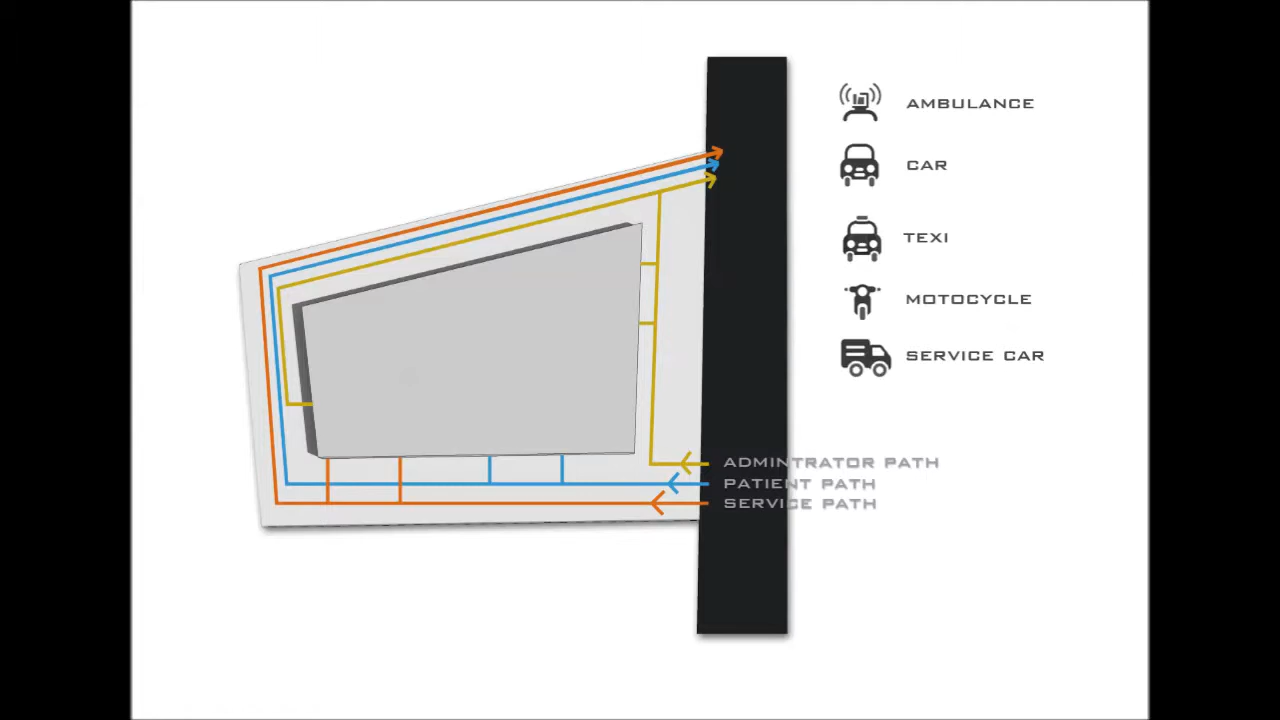 AMBULANCE
CAR
TEXI
MOTOCYCLE
SERVICE CAR
ADMINTRATOR PATH
PATIENT PATH
SERVICE PATH